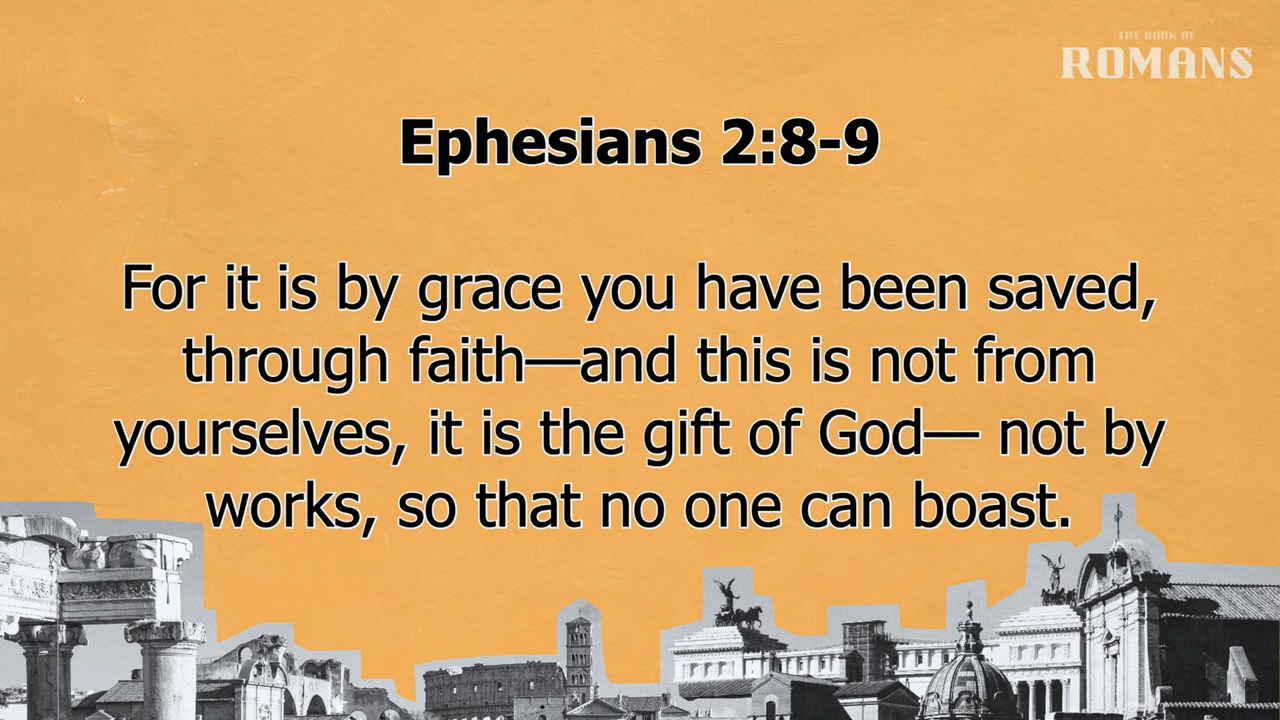 THE BOOK OF
ROMANS
Ephesians 2:8-9
For it is by grace you have been saved,
through faith—and this is not from
yourselves, it is the gift of God— not by
works, so that no one can boast.